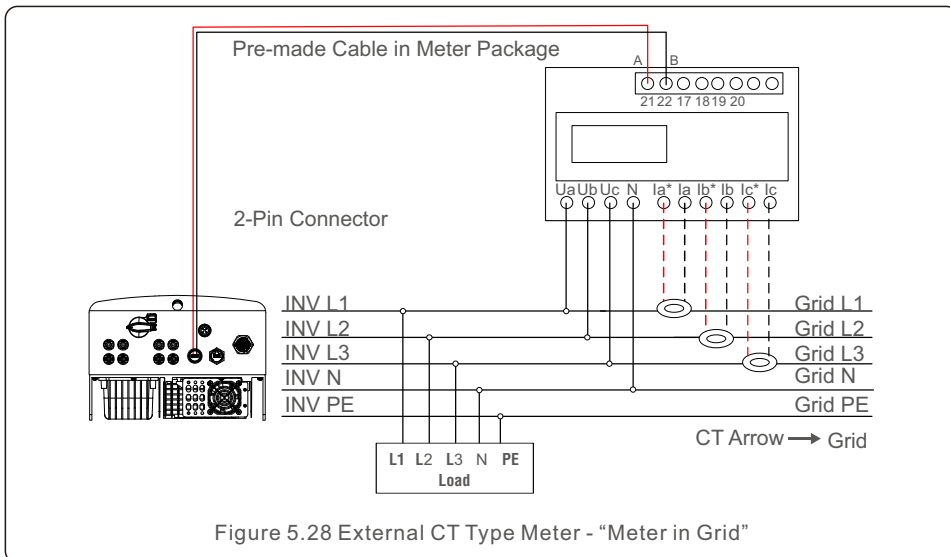 Pre-made Cable in Meter Package
A B
21 22 17 18 19 20
Ua Ub Uc N Ia* Ia Ib* Ib Ic* Ic
2-Pin Connector
INV L1 Grid L1
INV L2 Grid L2
INV L3 Grid L3
INV N Grid N
INV PE Grid PE
CT Arrow → Grid
L1 L2 L3 N PE
Load
Figure 5.28 External CT Type Meter - “Meter in Grid”